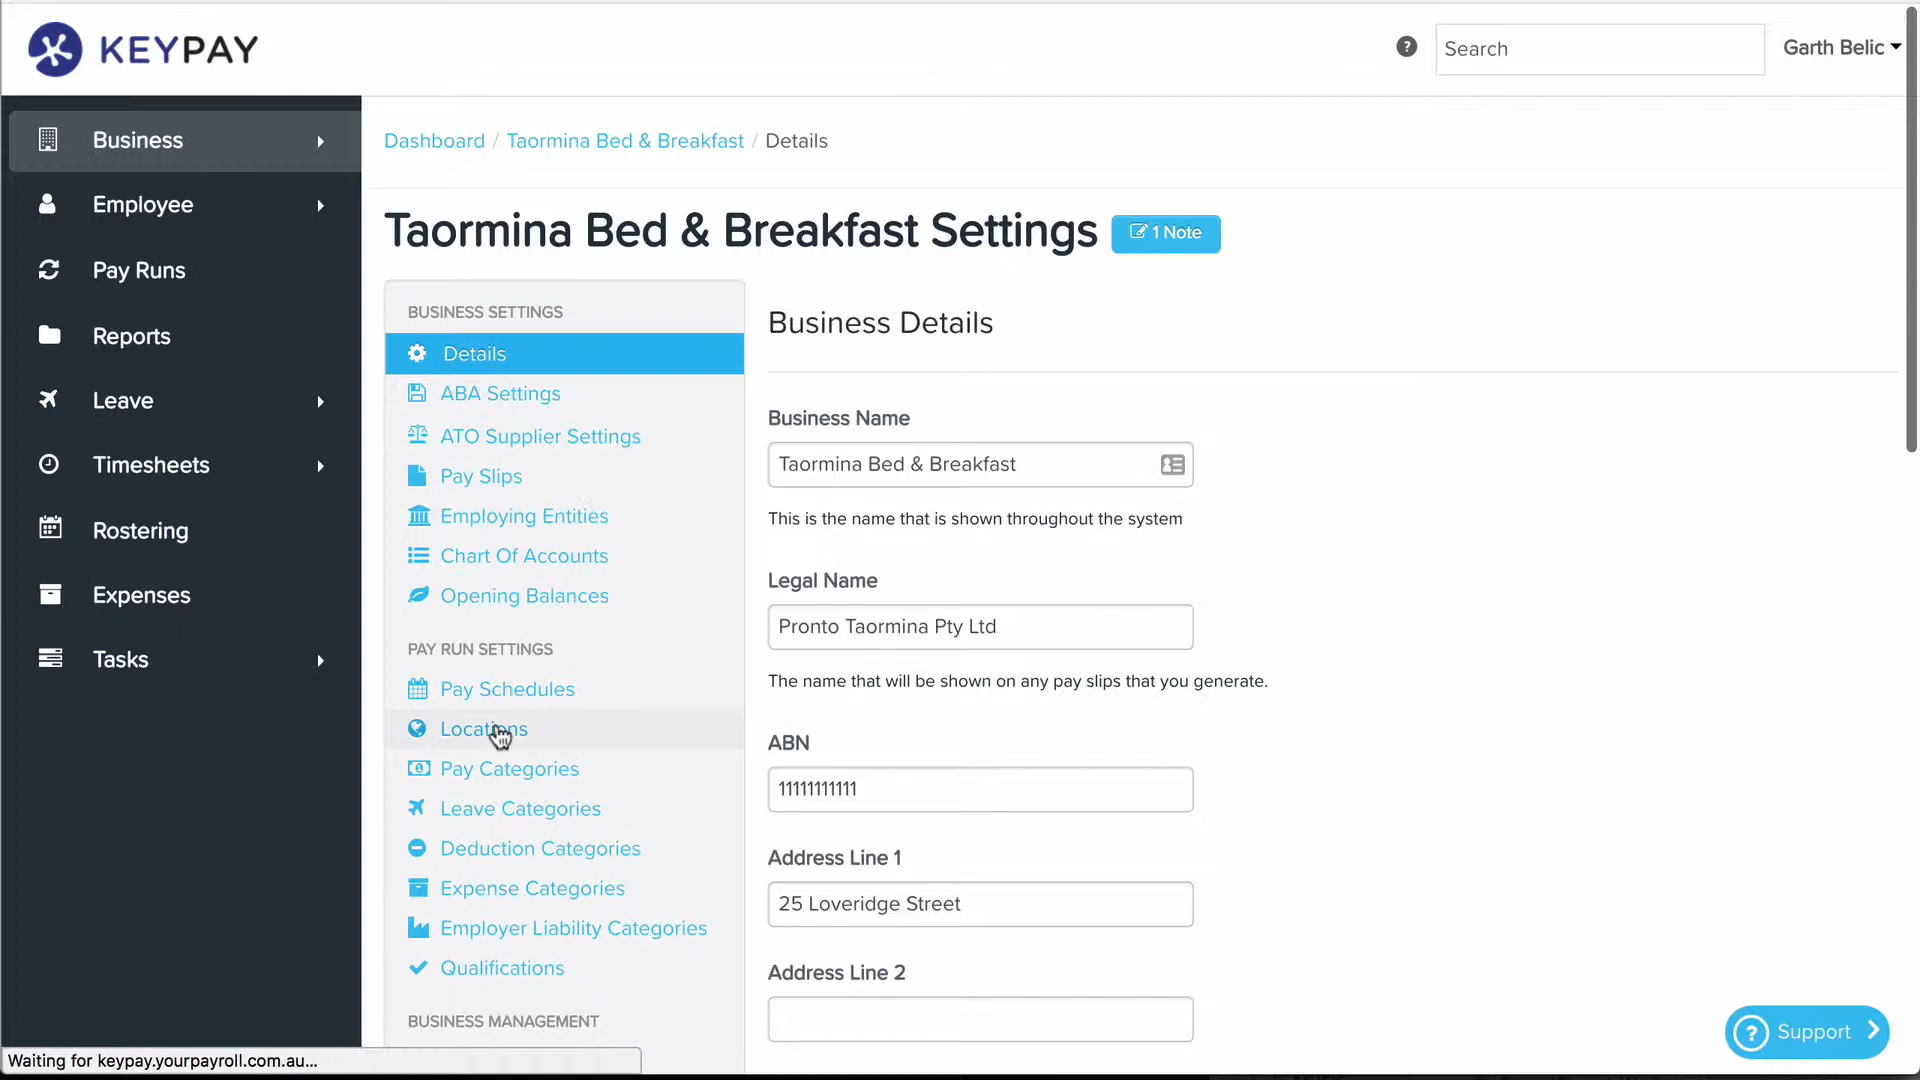 KEYPAY
Search
Garth Belic
Business
Employee
Pay Runs
Reports
Leave
Timesheets
Rostering
Expenses
Tasks
Dashboard / Taormina Bed & Breakfast / Details
Taormina Bed & Breakfast Settings
1 Note
BUSINESS SETTINGS
Details
ABA Settings
ATO Supplier Settings
Pay Slips
Employing Entities
Chart Of Accounts
Opening Balances
PAY RUN SETTINGS
Pay Schedules
Locations
Pay Categories
Leave Categories
Deduction Categories
Expense Categories
Employer Liability Categories
Qualifications
BUSINESS MANAGEMENT
Business Details
Business Name
Taormina Bed & Breakfast
This is the name that is shown throughout the system
Legal Name
Pronto Taormina Pty Ltd
The name that will be shown on any pay slips that you generate.
ABN
11111111111
Address Line 1
25 Loveridge Street
Address Line 2
? Support
Waiting for keypay.yourpayroll.com.au...